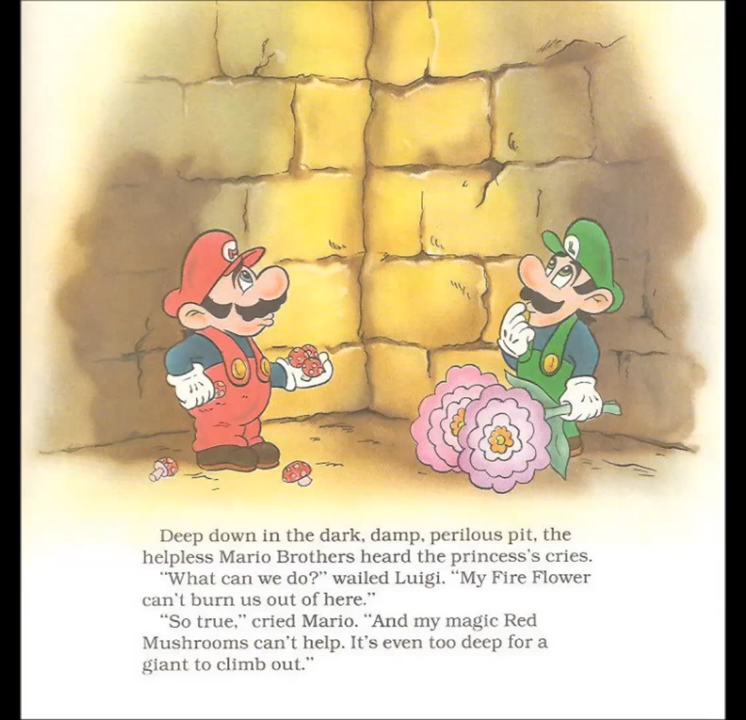 L
Deep down in the dark, damp, perilous pit, the
helpless Mario Brothers heard the princess's cries.
"What can we do?" wailed Luigi. "My Fire Flower
can't burn us out of here."
"So true," cried Mario. "And my magic Red
Mushrooms can't help. It's even too deep for a
giant to climb out."